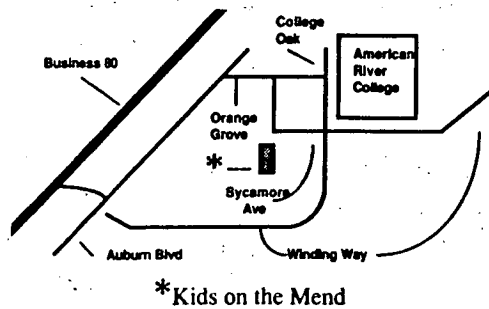 College
Oak
Business 80
American
River
College
Orange
Grove
*
Sycamore
Ave
Auburn Blvd
Winding Way
*Kids on the Mend